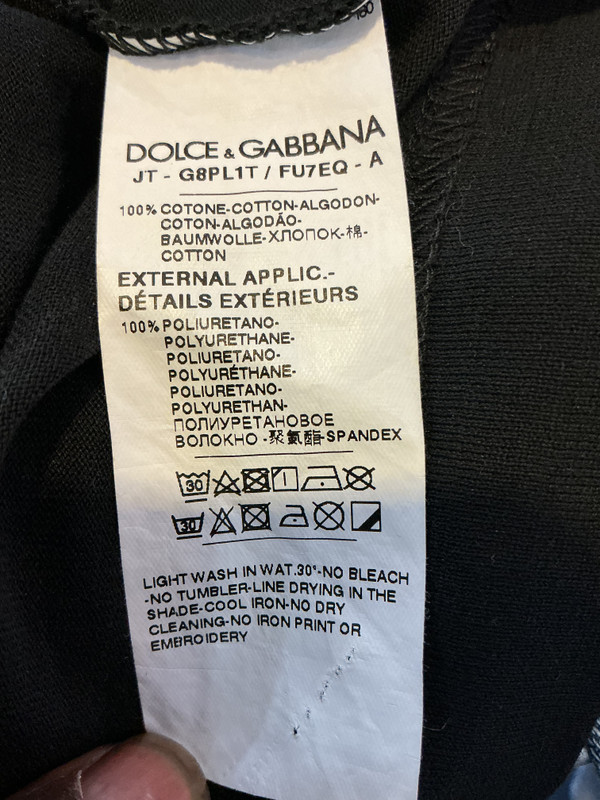 DOLCE & GABBANA
JT - G8PL1T / FU7EQ - A
100% COTONE-COTTON-ALGODON-
COTON-ALGODÃO-
BAUMWOLLE-ХЛОПОК-棉-
COTTON
EXTERNAL APPLIC.-
DÉTAILS EXTÉRIEURS
100% POLIURETANO-
POLYURETHANE-
POLIURETANO-
POLYURÉTHANE-
POLIURETANO-
POLYURETHAN-
ПОЛИУРЕТАНОВОЕ
ВОЛОКНО -聚氨酯-SPANDEX
30
30
LIGHT WASH IN WAT.30°-NO BLEACH
-NO TUMBLER-LINE DRYING IN THE
SHADE-COOL IRON-NO DRY
CLEANING-NO IRON PRINT OR
EMBROIDERY